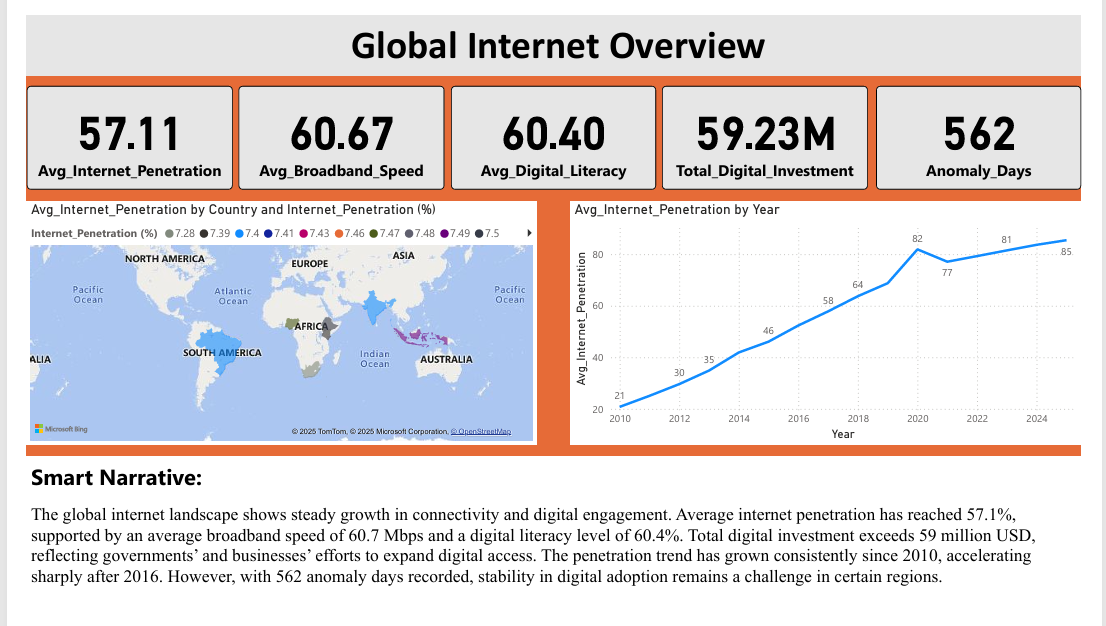 Global Internet Overview
57.11
Avg_Internet_Penetration
60.67
Avg_Broadband_Speed
60.40
Avg_Digital_Literacy
59.23M
Total_Digital_Investment
562
Anomaly_Days
Avg_Internet_Penetration by Country and Internet_Penetration (%)
Internet_Penetration (%) 7.28 7.39 7.4 7.41 7.43 7.46 7.47 7.48 7.49 7.5
NORTH AMERICA
EUROPE
ASIA
Pacific
Ocean
Atlantic
Ocean
Pacific
Ocean
AFRICA
SOUTH AMERICA
Indian
Ocean
ALIA
AUSTRALIA
Microsoft Bing
© 2025 TomTom, © 2025 Microsoft Corporation, © OpenStreetMap
Avg_Internet_Penetration by Year
Avg_Internet_Penetration
80
60
40
20
21
30
35
46
58
64
82
77
81
85
2010 2012 2014 2016 2018 2020 2022 2024
Year
Smart Narrative:
The global internet landscape shows steady growth in connectivity and digital engagement. Average internet penetration has reached 57.1%,
supported by an average broadband speed of 60.7 Mbps and a digital literacy level of 60.4%. Total digital investment exceeds 59 million USD,
reflecting governments’ and businesses’ efforts to expand digital access. The penetration trend has grown consistently since 2010, accelerating
sharply after 2016. However, with 562 anomaly days recorded, stability in digital adoption remains a challenge in certain regions.